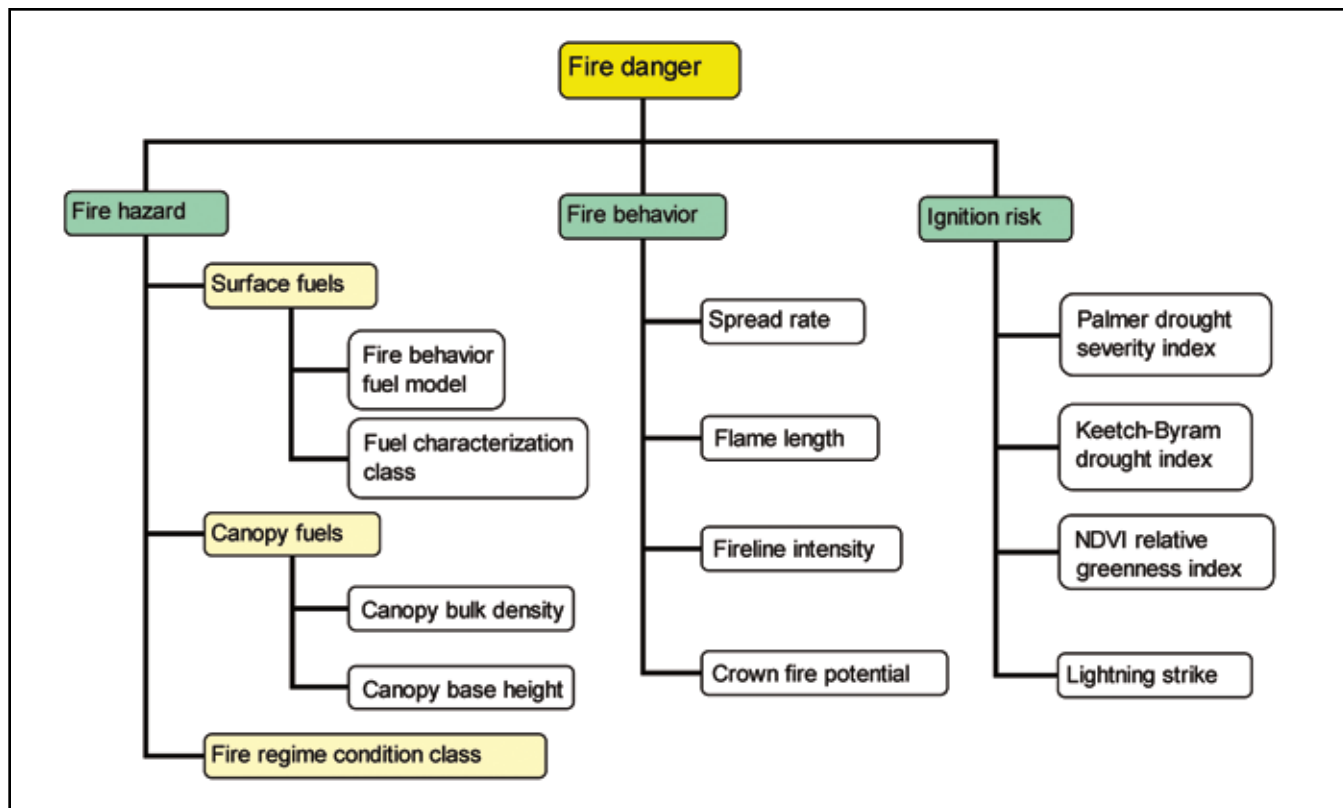 Fire danger
Fire hazard
Surface fuels
Fire behavior
fuel model
Fuel characterization
class
Canopy fuels
Canopy bulk density
Canopy base height
Fire regime condition class
Fire behavior
Spread rate
Flame length
Fireline intensity
Crown fire potential
Ignition risk
Palmer drought
severity index
Keetch-Byram
drought index
NDVI relative
greenness index
Lightning strike